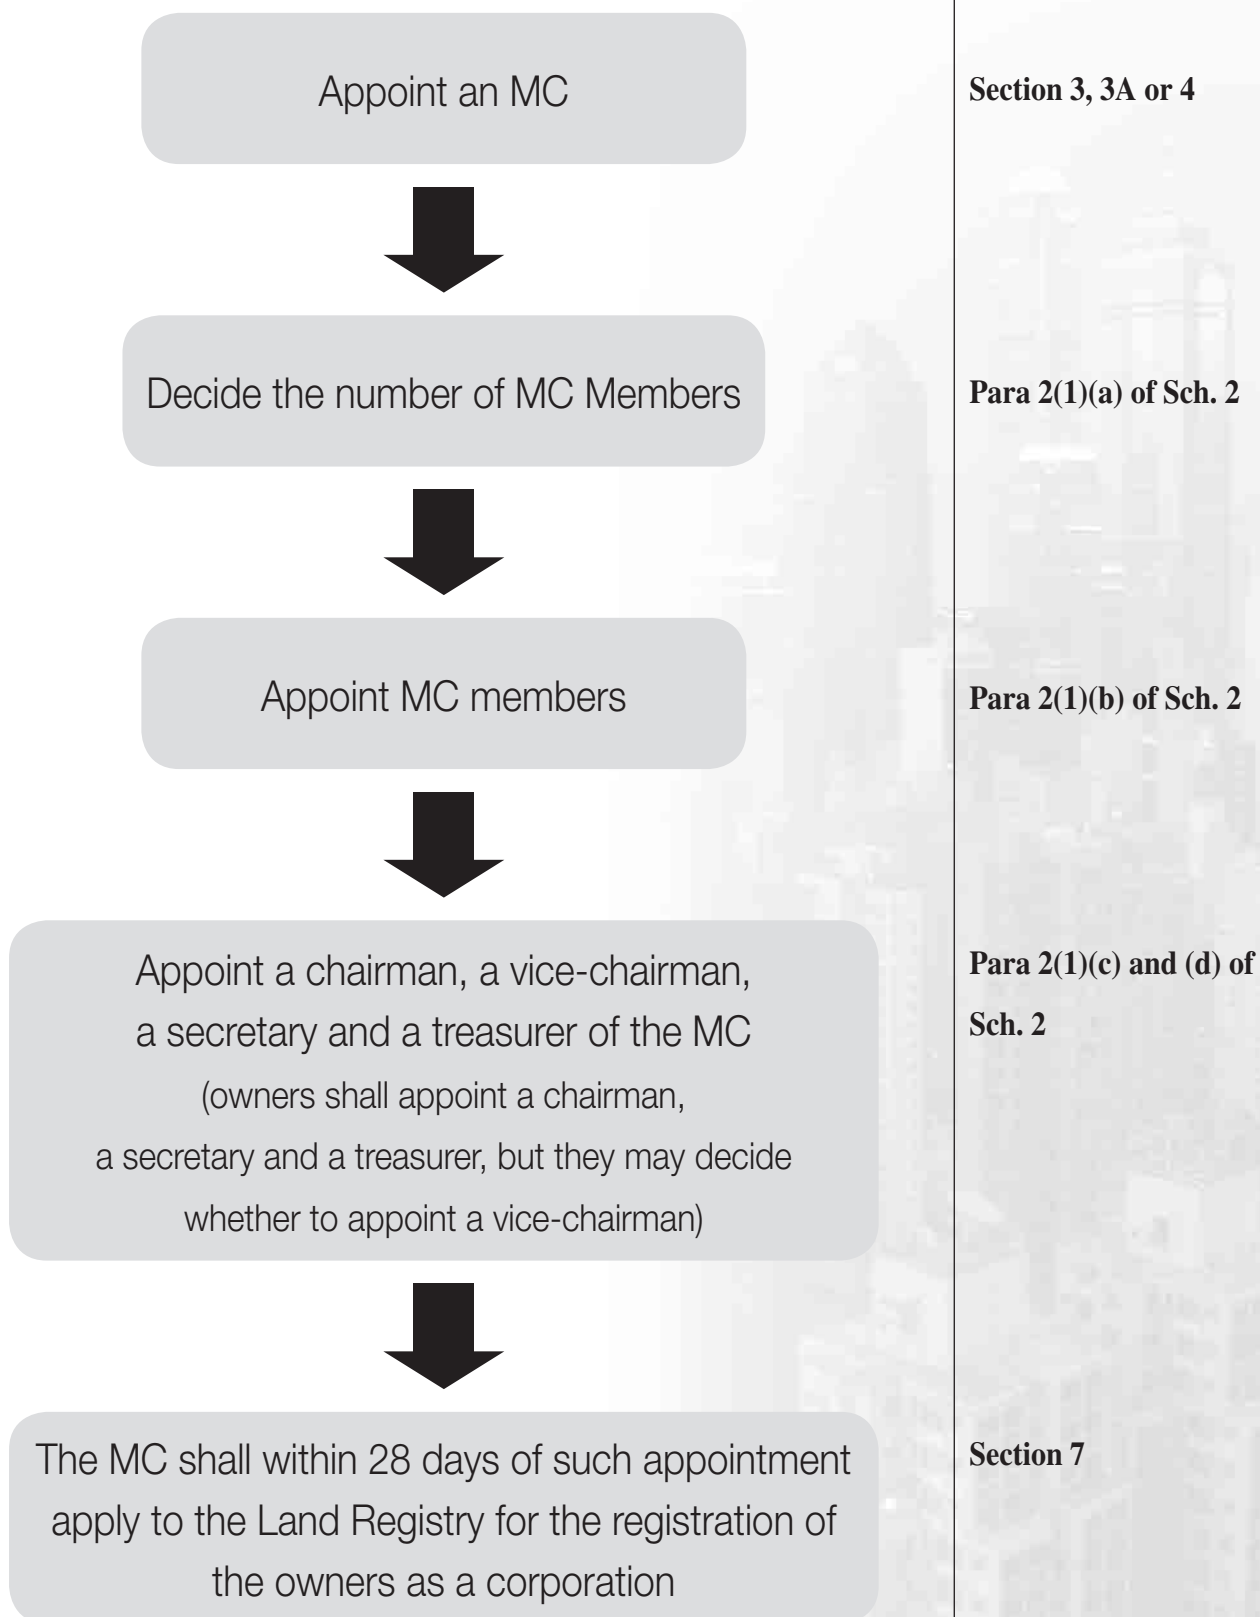 Appoint an MC
Section 3, 3A or 4
Decide the number of MC Members
Para 2(1)(a) of Sch. 2
Appoint MC members
Para 2(1)(b) of Sch. 2
Appoint a chairman, a vice-chairman,
a secretary and a treasurer of the MC
(owners shall appoint a chairman,
a secretary and a treasurer, but they may decide
whether to appoint a vice-chairman)
Para 2(1)(c) and (d) of
Sch. 2
The MC shall within 28 days of such appointment
apply to the Land Registry for the registration of
the owners as a corporation
Section 7